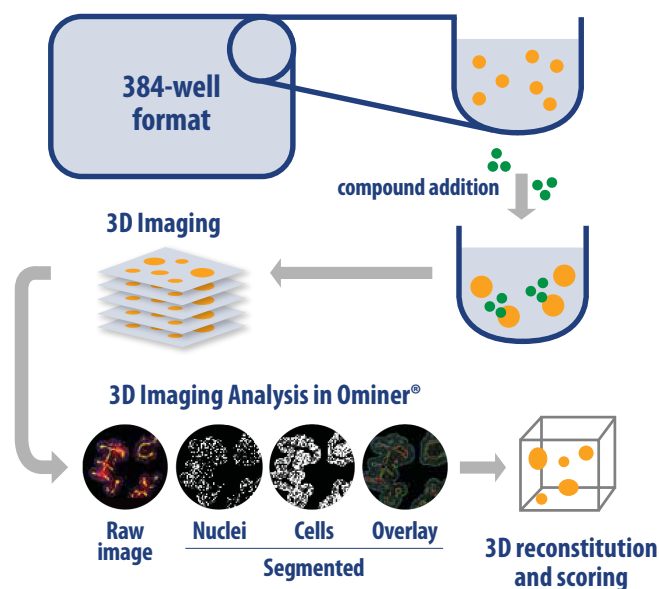 384-well
format
compound addition
3D Imaging
3D Imaging Analysis in Ominer®
Raw
image
Nuclei
Cells
Overlay
Segmented
3D reconstitution
and scoring